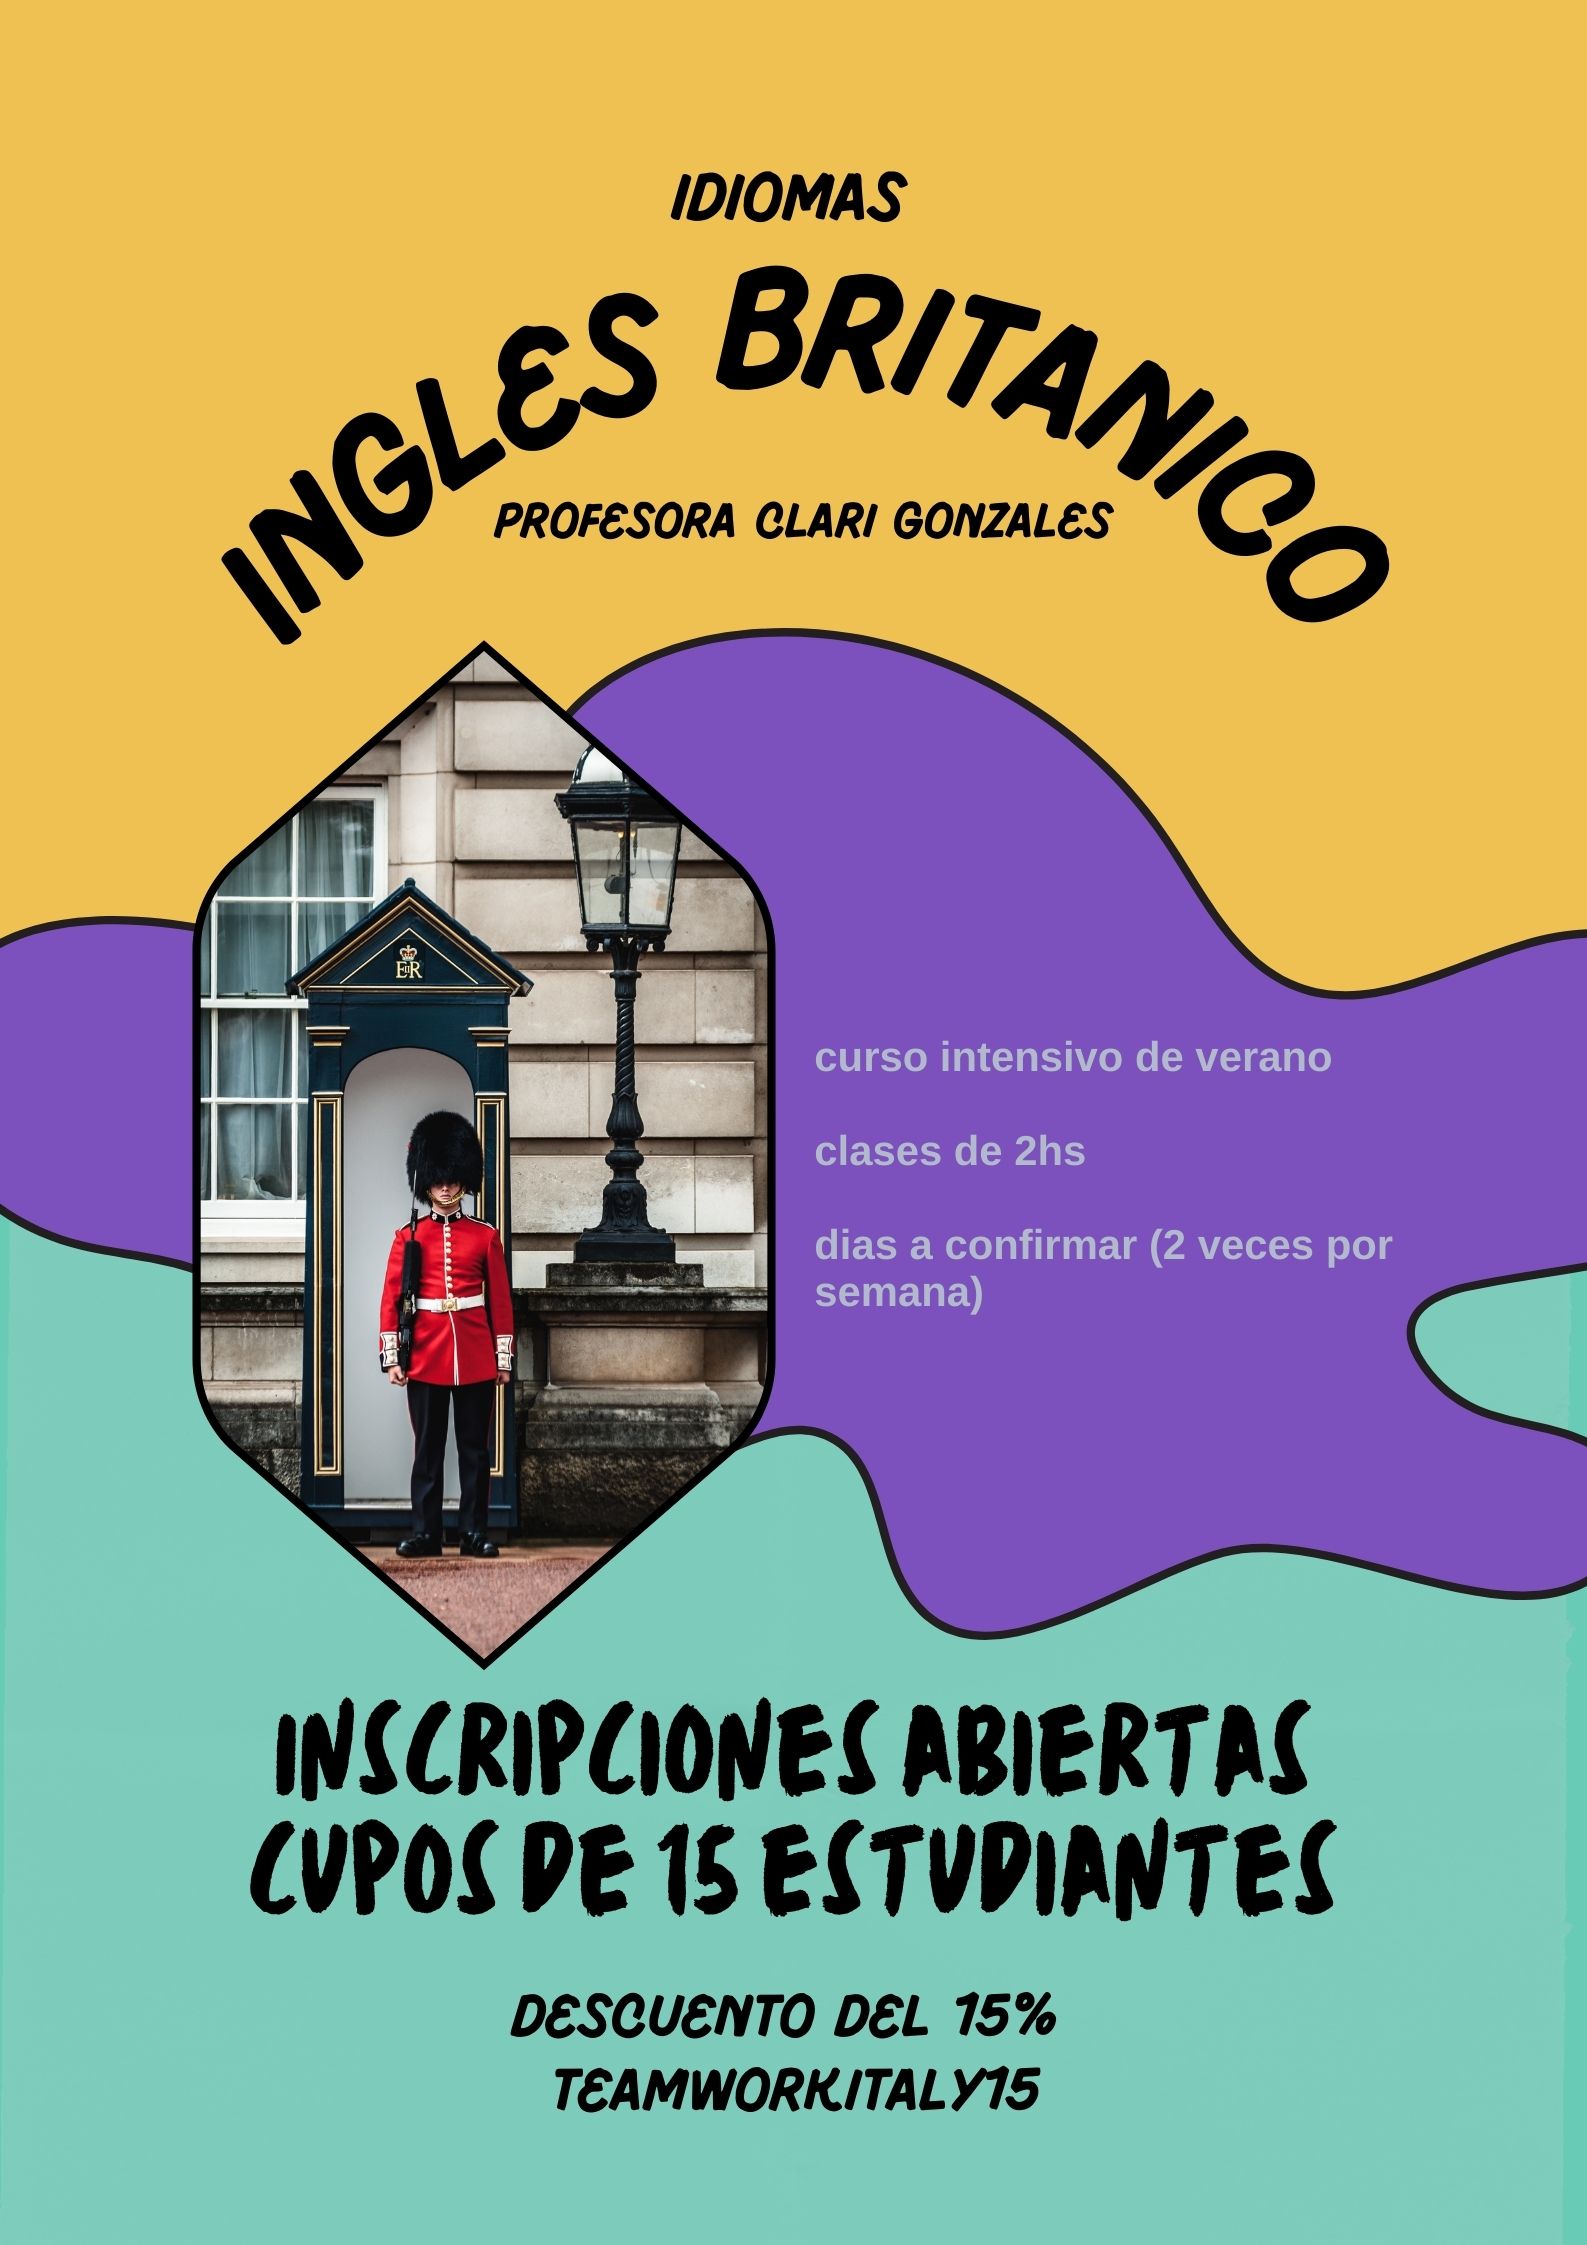 IDIOMAS
INGLES BRITANICO
PROFESORA CLARI GONZALES
EIIR
curso intensivo de verano
clases de 2hs
dias a confirmar (2 veces por
semana)
INSCRIPCIONES ABIERTAS
CUPOS DE 15 ESTUDIANTES
DESCUENTO DEL 15%
TEAMWORKITALY15